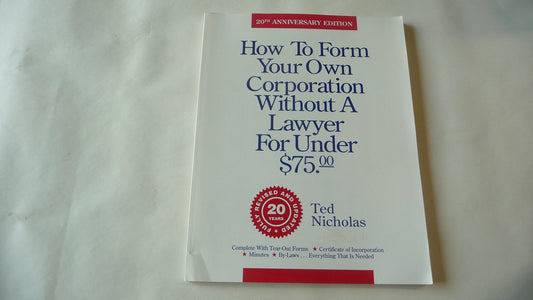 20TH ANNIVERSARY EDITION
How To Form
Your Own
Corporation
Without A
Lawyer
For Under
$75.00
FULLY REVISED AND UPDATED
20
YEARS
Ted
Nicholas
Complete With Tear-Out Forms ★ Certificate of Incorporation
★ Minutes ★ By-Laws . . . Everything That Is Needed